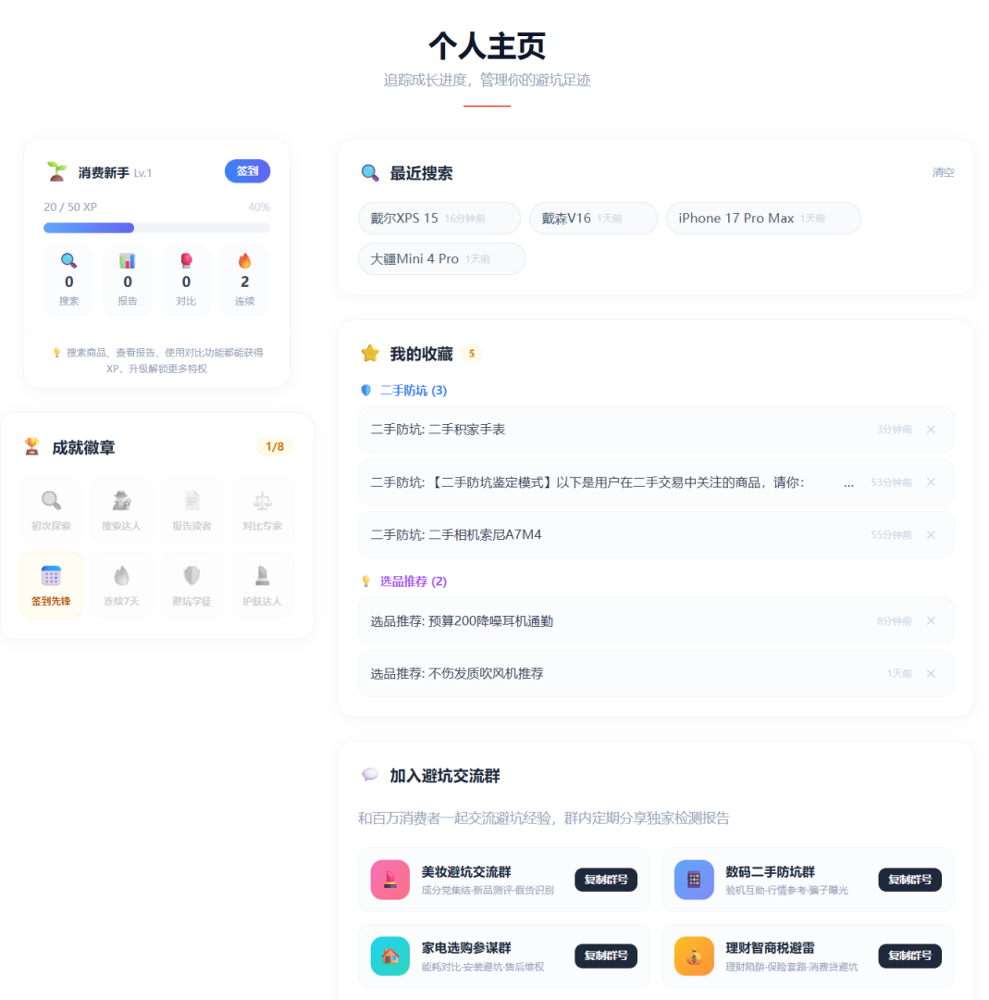 个人主页
追踪成长进度，管理你的避坑足迹
消费新手 Lv.1
签到
20 / 50 XP
40%
0
搜索
0
报告
0
对比
2
连续
搜索商品、查看报告、使用对比功能都能获得
XP，升级解锁更多特权
成就徽章
1/8
初次探索
搜索达人
报告读者
对比专家
签到先锋
连续7天
避坑学征
护肤达人
最近搜索
清空
戴尔XPS 15 16分钟前
戴森V16 1天前
iPhone 17 Pro Max 1天前
大疆Mini 4 Pro 1天前
我的收藏 5
二手防坑 (3)
二手防坑: 二手积家手表
3分钟前
二手防坑: 【二手防坑鉴定模式】以下是用户在二手交易中关注的商品，请你: ...
53分钟前
二手防坑: 二手相机索尼A7M4
55分钟前
选品推荐 (2)
选品推荐: 预算200降噪耳机通勤
8分钟前
选品推荐: 不伤发质吹风机推荐
1天前
加入避坑交流群
和百万消费者一起交流避坑经验，群内定期分享独家检测报告
美妆避坑交流群
成分党集结·新品测评·假货识别
复制群号
数码二手防坑群
验机互助·行情参考·骗子曝光
复制群号
家电选购参谋群
能耗对比·安装避坑·售后维权
复制群号
理财智商税避雷
理财陷阱·保险套路·消费贷避坑
复制群号